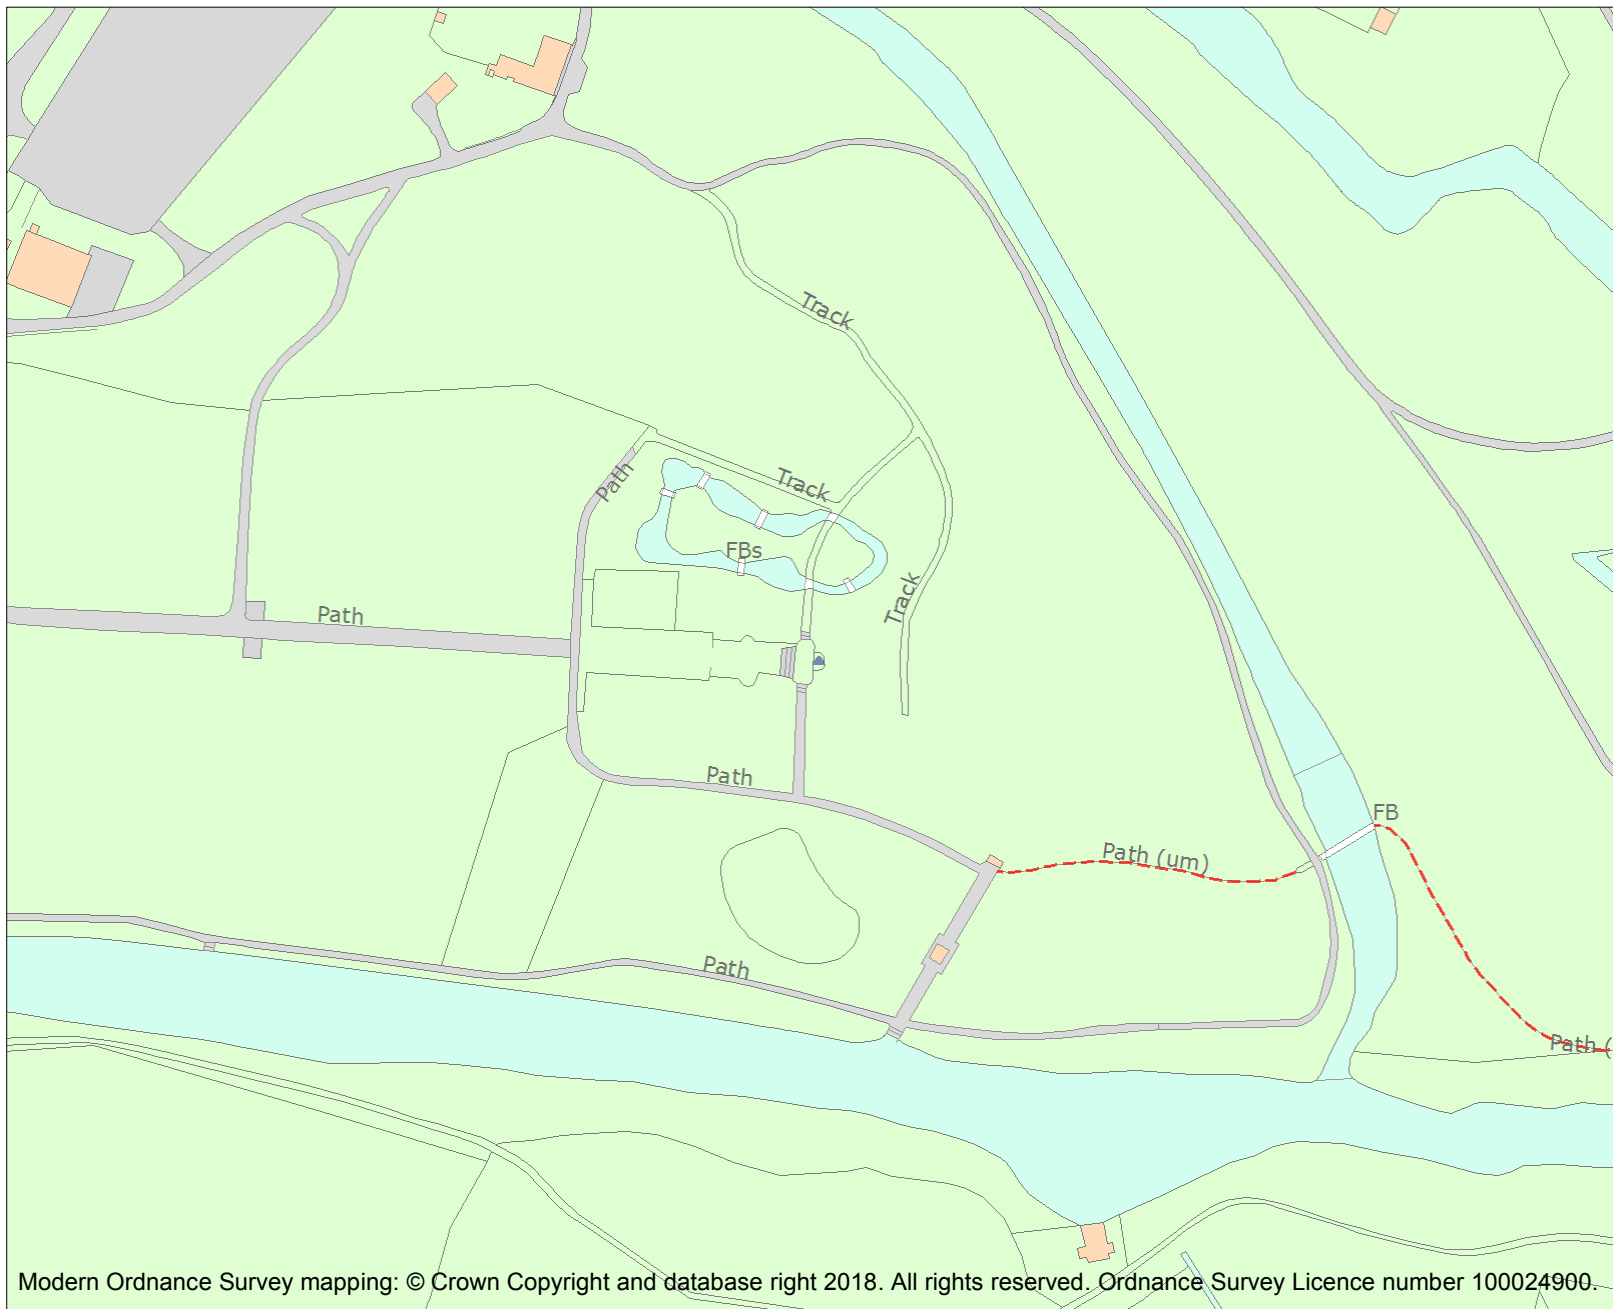 Track
Track
Path
FBs
Track
Path
Path
FB
Path (um)
Path
Path (
Modern Ordnance Survey mapping: © Crown Copyright and database right 2018. All rights reserved. Ordnance Survey Licence number 100024900.